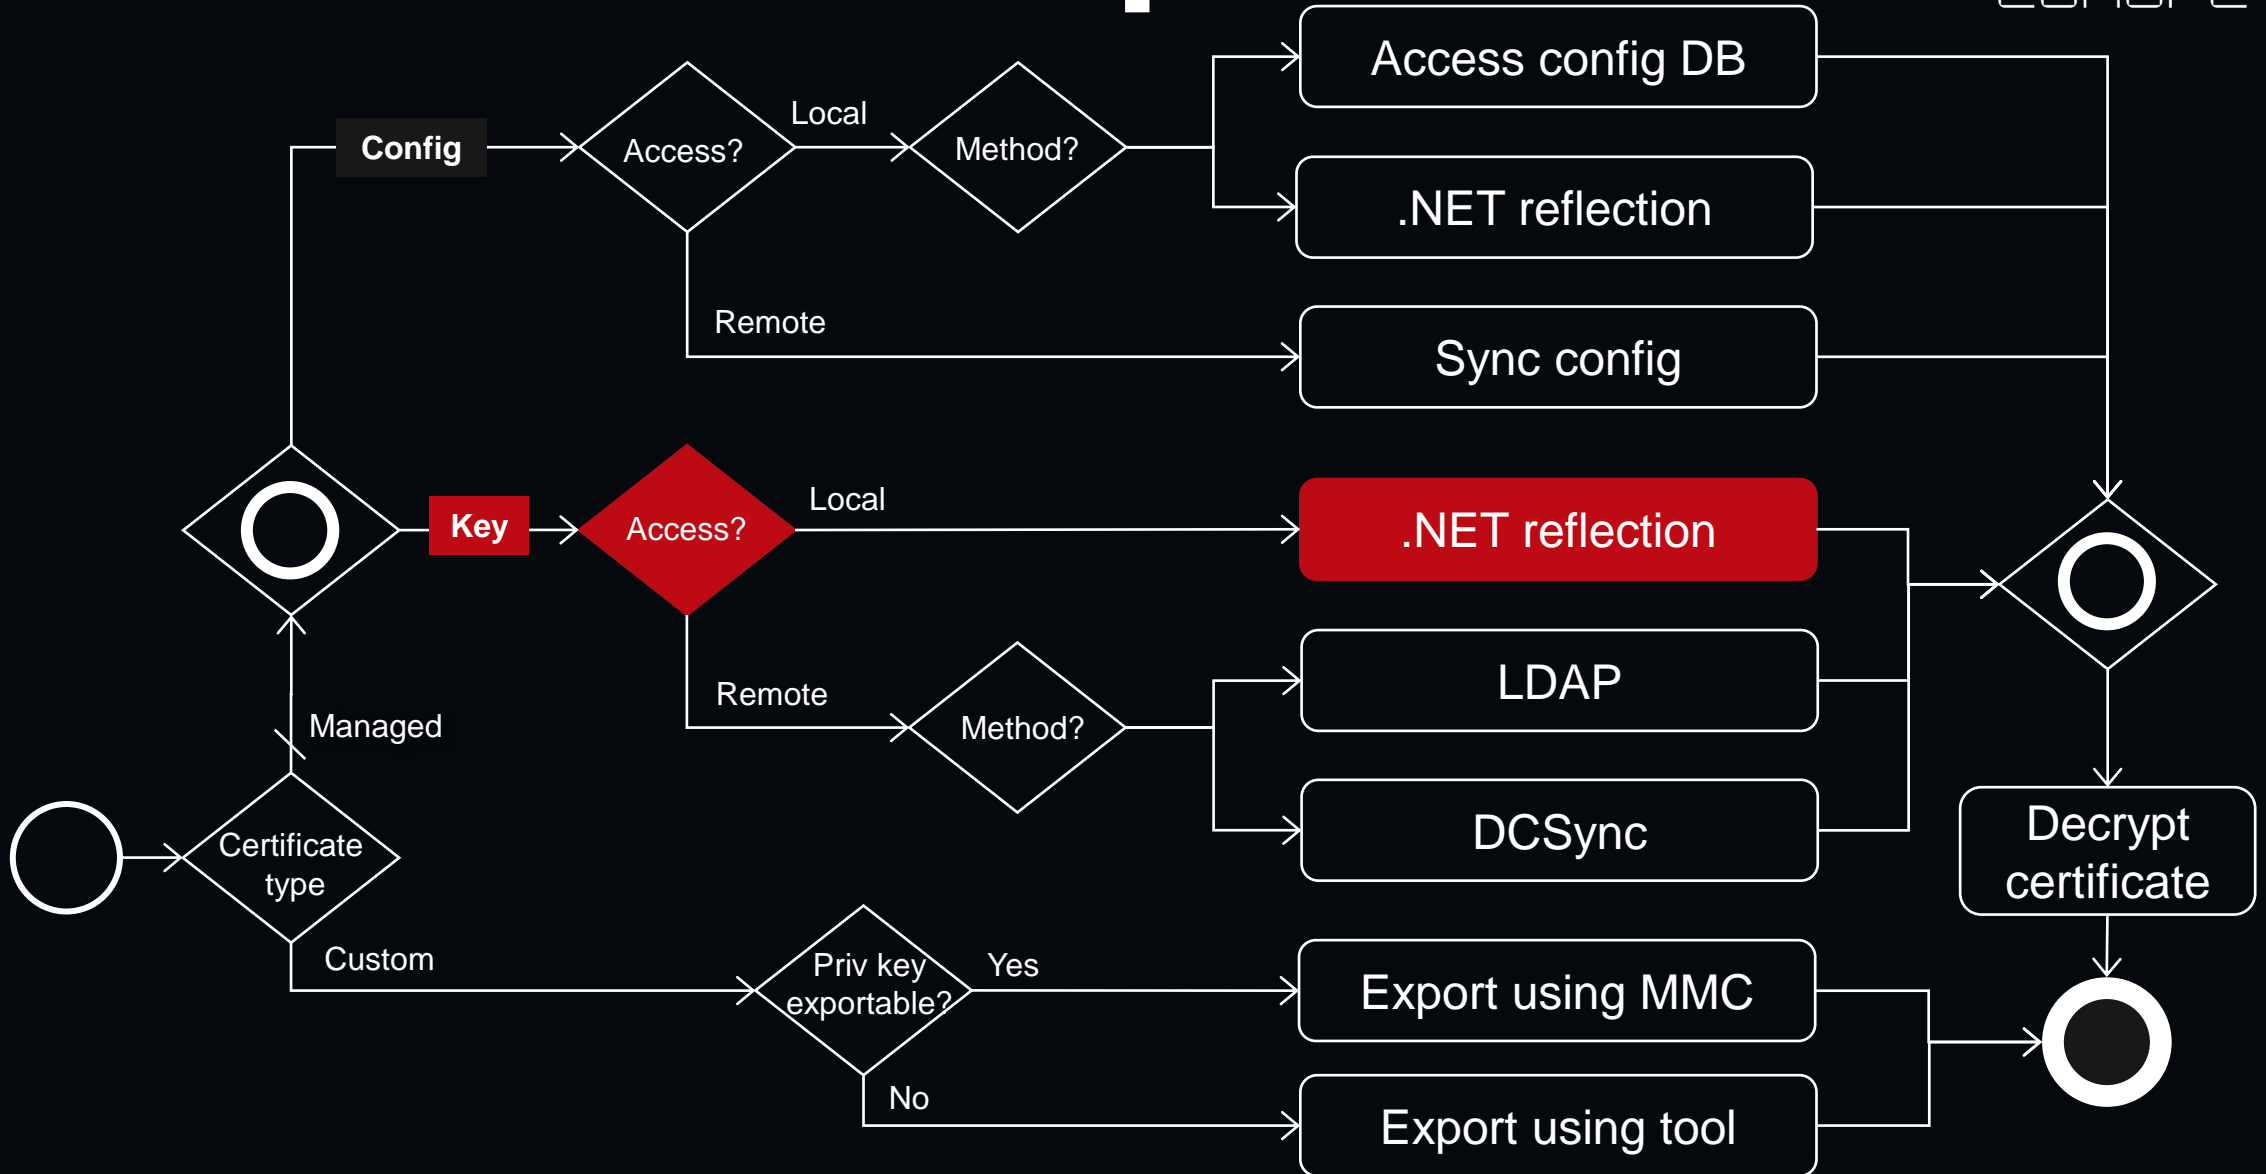 Access config DB
Local
Config
Access?
Method?
.NET reflection
Remote
Sync config
Local
Key
Access?
.NET reflection
LDAP
Remote
Managed
Method?
DCSync
Decrypt
certificate
Certificate
type
Custom
Priv key
exportable?
Yes
Export using MMC
No
Export using tool